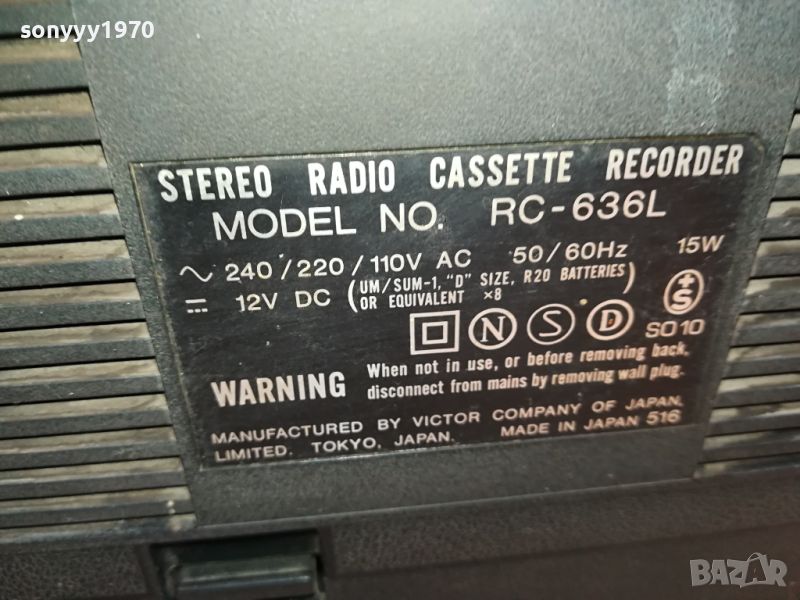 sonyyy1970
STEREO RADIO CASSETTE RECORDER
MODEL NO. RC-636L
~ 240/220/110V AC 50/60Hz 15W
⎓ 12V DC (UM/SUM-1, "D" SIZE, R20 BATTERIES)
OR EQUIVALENT ×8
N S D +S
SO10
WARNING When not in use, or before removing back,
disconnect from mains by removing wall plug.
MANUFACTURED BY VICTOR COMPANY OF JAPAN,
LIMITED. TOKYO, JAPAN. MADE IN JAPAN 516
BAZAR